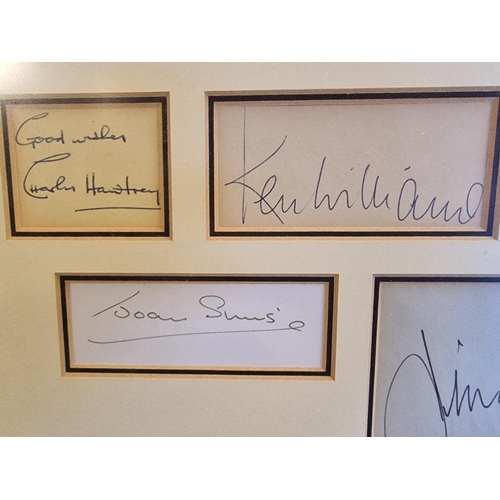 Good wishes
Charles Hawtrey
Ken Williams
Joan Sims